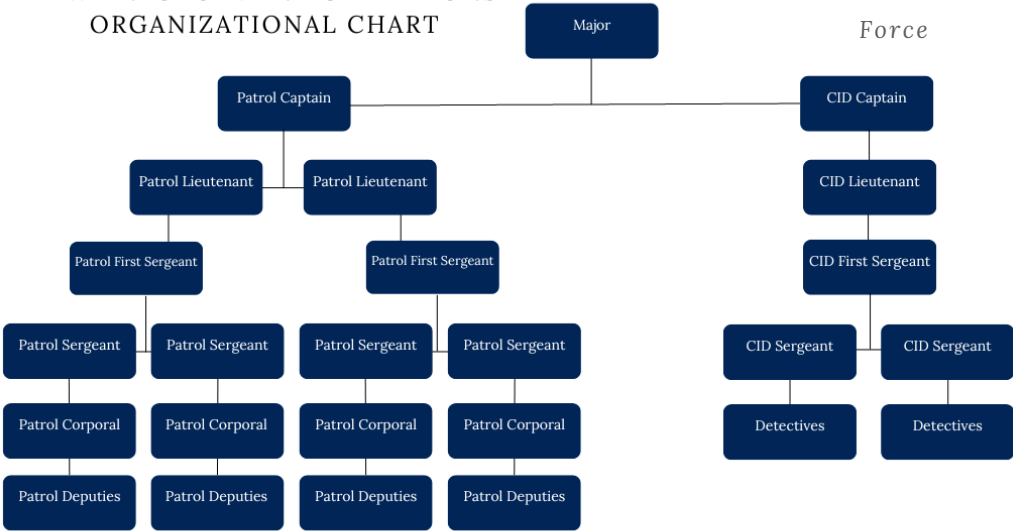 ORGANIZATIONAL CHART
Major
Force
Patrol Captain
CID Captain
Patrol Lieutenant
Patrol Lieutenant
CID Lieutenant
Patrol First Sergeant
Patrol First Sergeant
CID First Sergeant
Patrol Sergeant
Patrol Sergeant
Patrol Sergeant
Patrol Sergeant
CID Sergeant
CID Sergeant
Patrol Corporal
Patrol Corporal
Patrol Corporal
Patrol Corporal
Detectives
Detectives
Patrol Deputies
Patrol Deputies
Patrol Deputies
Patrol Deputies